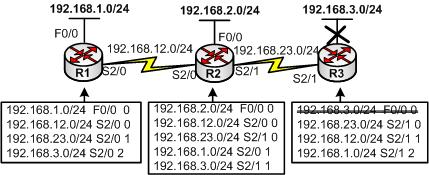 192.168.1.0/24
192.168.2.0/24
192.168.3.0/24
F0/0
F0/0
192.168.12.0/24
192.168.23.0/24
R1
S2/0
S2/0
R2
S2/1
S2/1
R3
192.168.1.0/24 F0/0 0
192.168.12.0/24 S2/0 0
192.168.23.0/24 S2/0 1
192.168.3.0/24 S2/0 2
192.168.2.0/24 F0/0 0
192.168.12.0/24 S2/0 0
192.168.23.0/24 S2/1 0
192.168.1.0/24 S2/0 1
192.168.3.0/24 S2/1 1
192.168.3.0/24 F0/0 0
192.168.23.0/24 S2/1 0
192.168.12.0/24 S2/1 1
192.168.1.0/24 S2/1 2